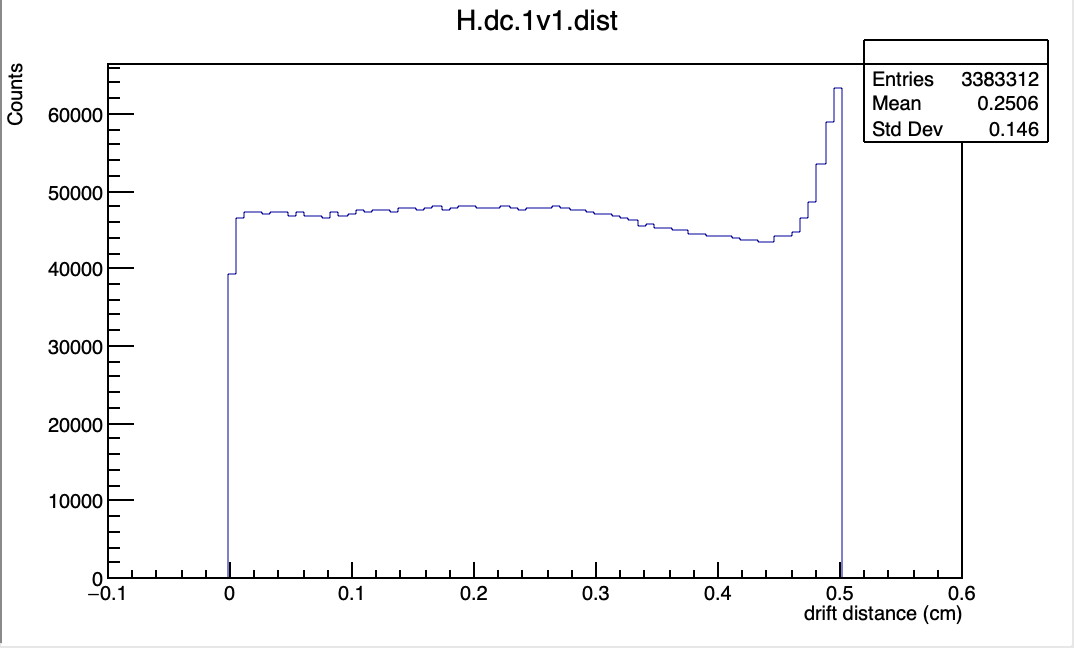 H.dc.1v1.dist
Counts
Entries 3383312
Mean 0.2506
Std Dev 0.146
60000
50000
40000
30000
20000
10000
0
−0.1 0 0.1 0.2 0.3 0.4 0.5 0.6
drift distance (cm)